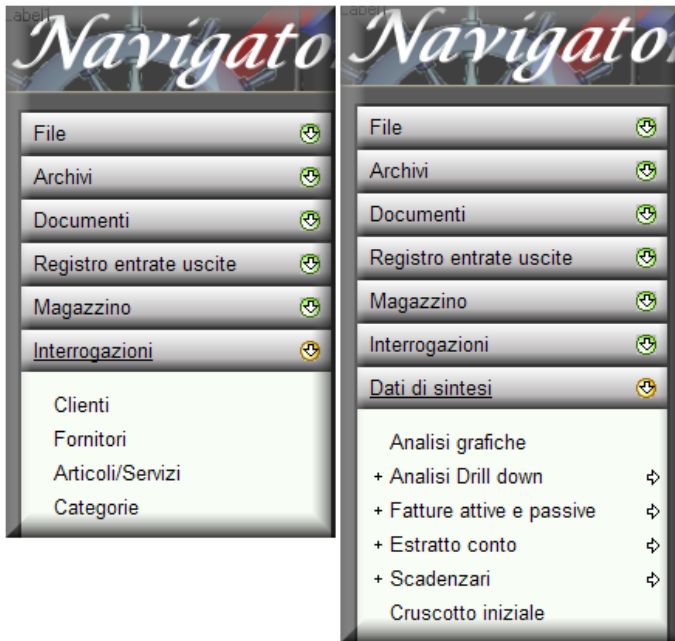 Label1
Navigato
File
Archivi
Documenti
Registro entrate uscite
Magazzino
Interrogazioni
Clienti
Fornitori
Articoli/Servizi
Categorie
Label1
Navigato
File
Archivi
Documenti
Registro entrate uscite
Magazzino
Interrogazioni
Dati di sintesi
Analisi grafiche
+ Analisi Drill down
+ Fatture attive e passive
+ Estratto conto
+ Scadenzari
Cruscotto iniziale